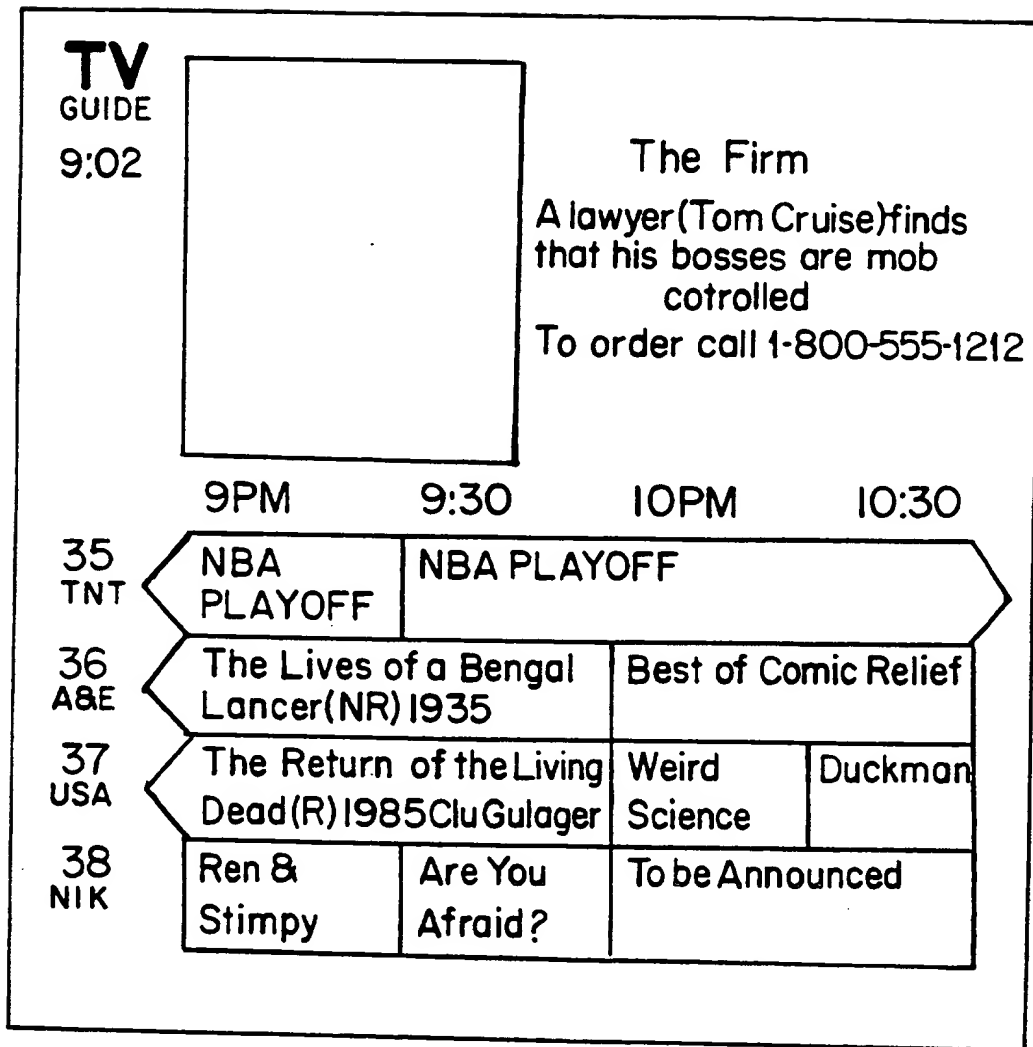 TV
GUIDE
9:02
The Firm
A lawyer(Tom Cruise)finds
that his bosses are mob
cotrolled
To order call 1-800-555-1212
9PM 9:30 10PM 10:30
35
TNT
NBA
PLAYOFF
NBA PLAYOFF
36
A&E
The Lives of a Bengal
Lancer(NR) 1935
Best of Comic Relief
37
USA
The Return of the Living
Dead(R) 1985 Clu Gulager
Weird
Science
Duckman
38
NIK
Ren &
Stimpy
Are You
Afraid?
To be Announced